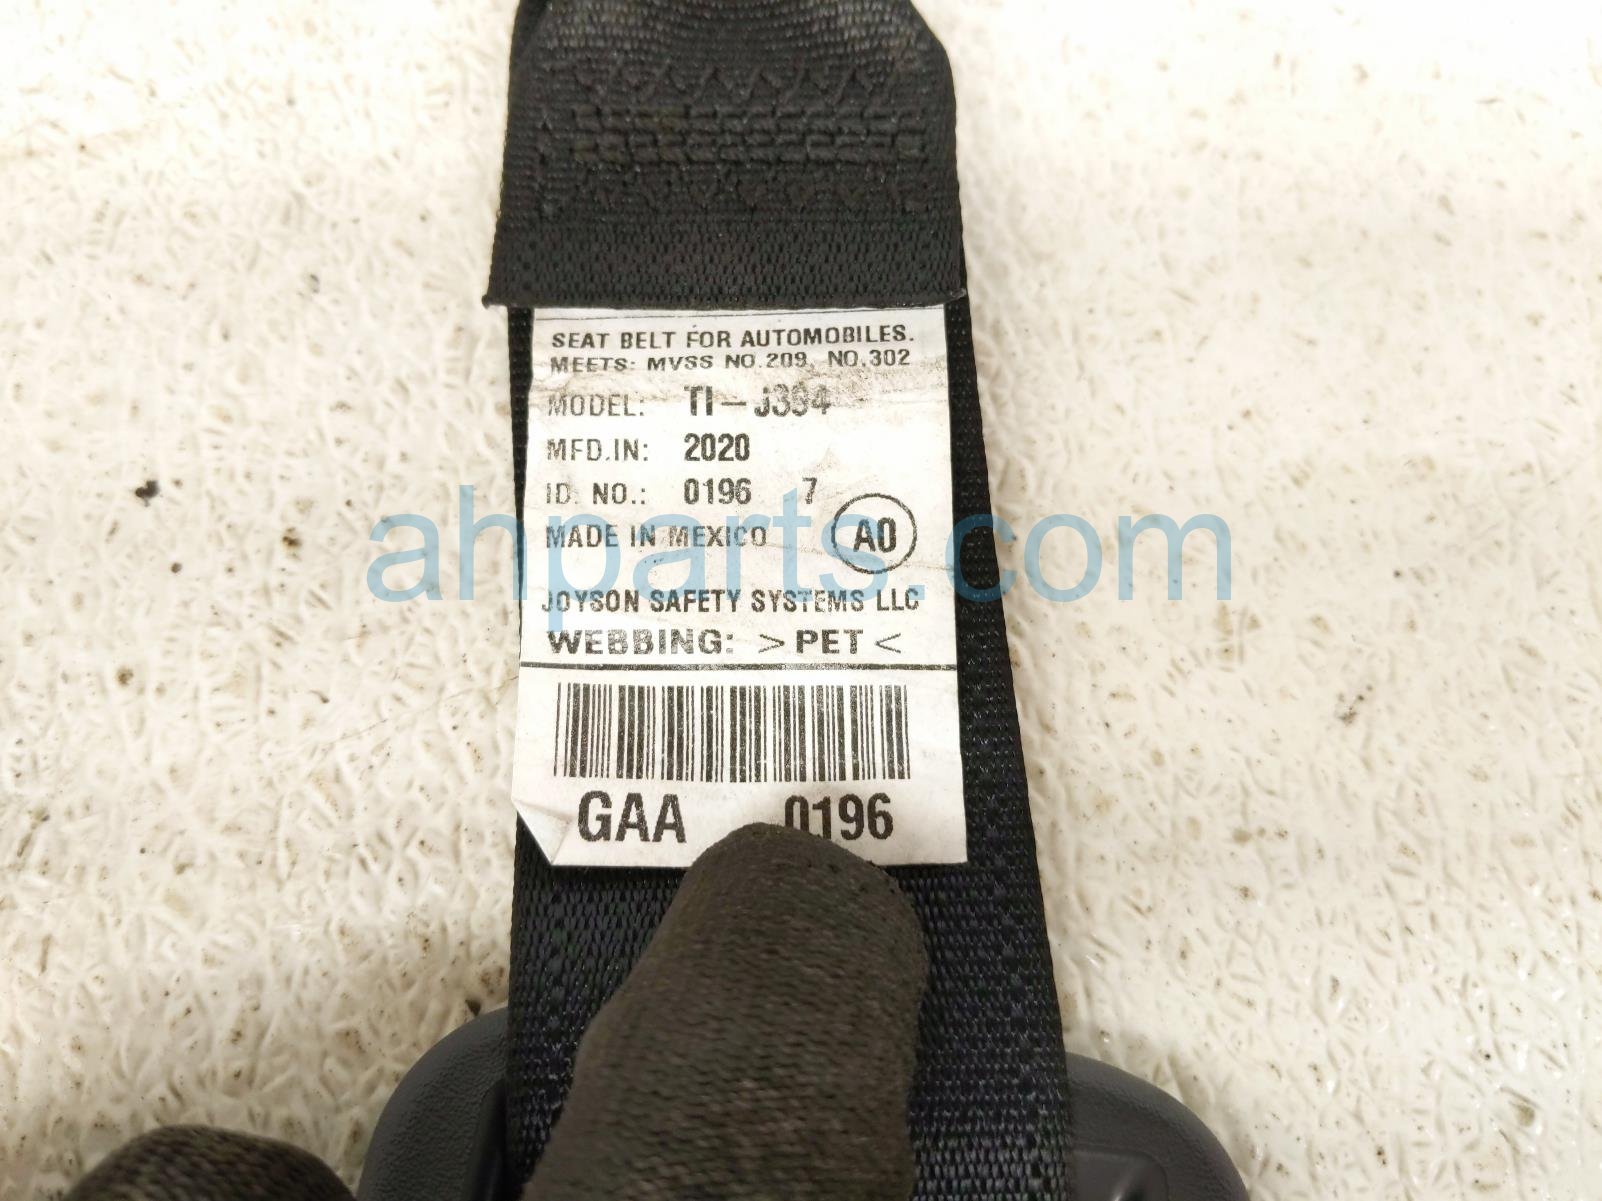 SEAT BELT FOR AUTOMOBILES.
MEETS: MVSS NO.209, NO.302
MODEL: TI-J394
MFD.IN: 2020
ID. NO.: 0196 7
MADE IN MEXICO A0
ahparts.com
JOYSON SAFETY SYSTEMS LLC
WEBBING: >PET<
GAA 0196